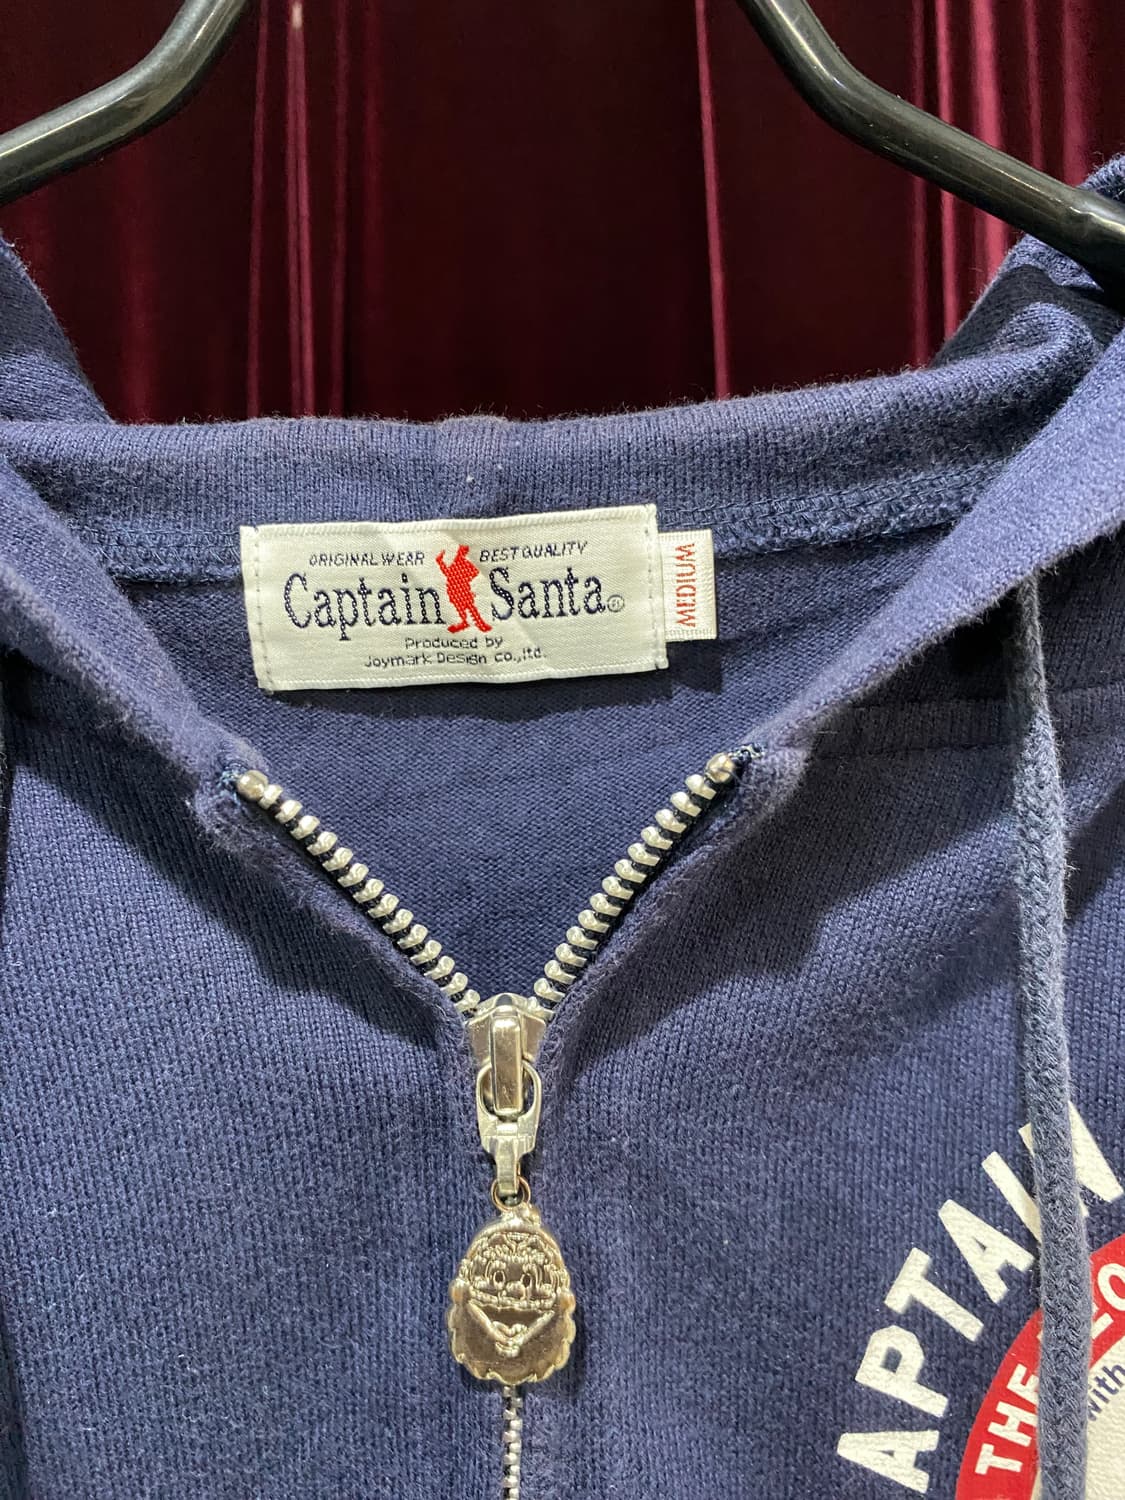 ORIGINAL WEAR BEST QUALITY
Captain Santa®
Produced by
Joymark Design co.,ltd.
MEDIUM
APTAIN
THE
with